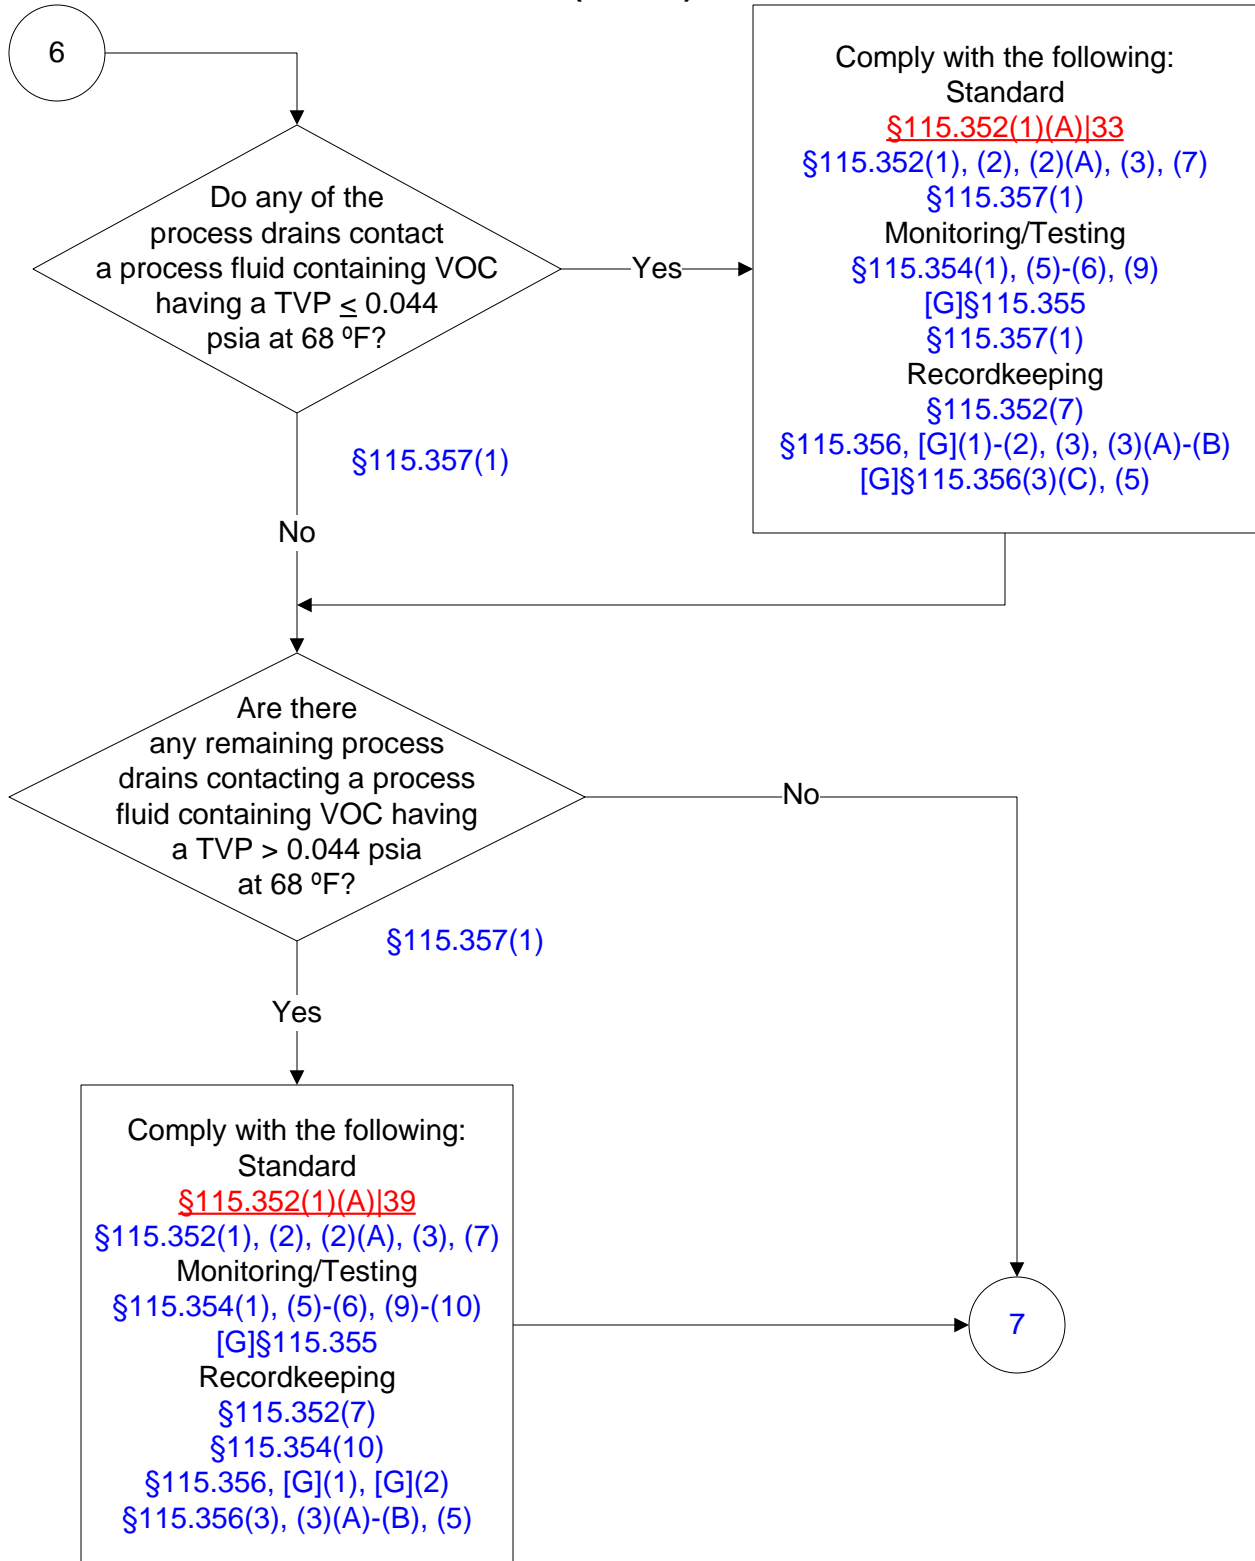 6
Do any of the
process drains contact
a process fluid containing VOC
having a TVP ≤ 0.044
psia at 68 ºF?
Yes
Comply with the following:
Standard
§115.352(1)(A)|33
§115.352(1), (2), (2)(A), (3), (7)
§115.357(1)
Monitoring/Testing
§115.354(1), (5)-(6), (9)
[G]§115.355
§115.357(1)
Recordkeeping
§115.352(7)
§115.356, [G](1)-(2), (3), (3)(A)-(B)
[G]§115.356(3)(C), (5)
§115.357(1)
No
Are there
any remaining process
drains contacting a process
fluid containing VOC having
a TVP > 0.044 psia
at 68 ºF?
No
§115.357(1)
Yes
Comply with the following:
Standard
§115.352(1)(A)|39
§115.352(1), (2), (2)(A), (3), (7)
Monitoring/Testing
§115.354(1), (5)-(6), (9)-(10)
[G]§115.355
Recordkeeping
§115.352(7)
§115.354(10)
§115.356, [G](1), [G](2)
§115.356(3), (3)(A)-(B), (5)
7